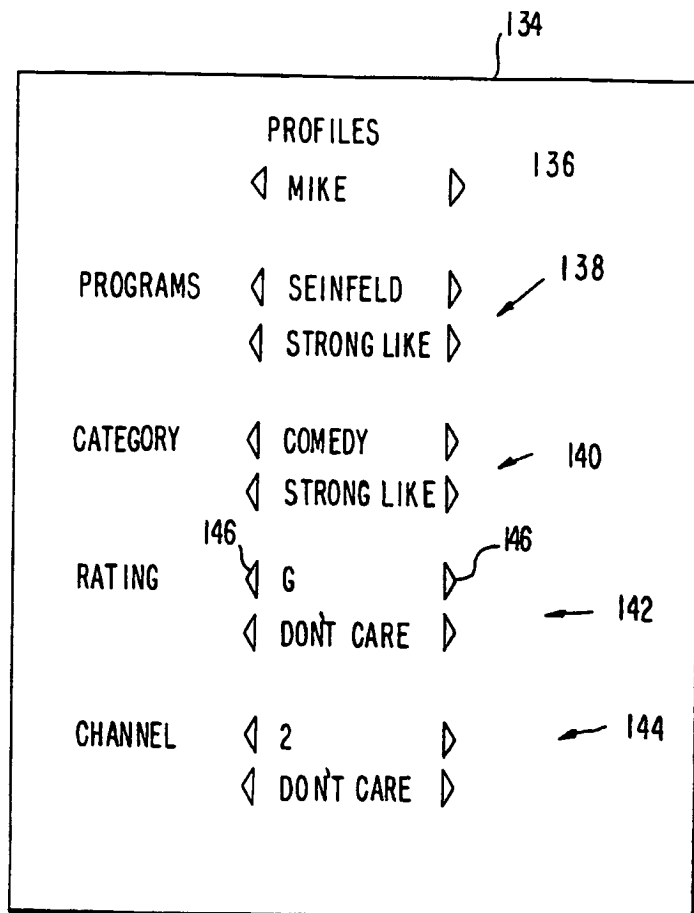 134
PROFILES
◁ MIKE ▷ 136
PROGRAMS ◁ SEINFELD ▷ 138
◁ STRONG LIKE ▷
CATEGORY ◁ COMEDY ▷ 140
◁ STRONG LIKE ▷
146 146
RATING ◁ G ▷
◁ DON'T CARE ▷ 142
CHANNEL ◁ 2 ▷ 144
◁ DON'T CARE ▷